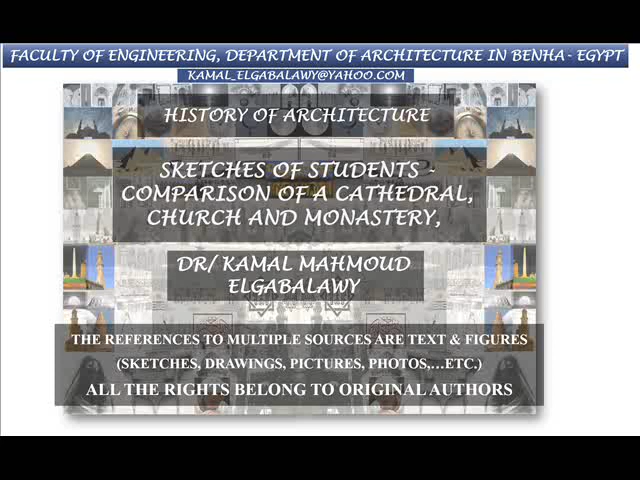 FACULTY OF ENGINEERING, DEPARTMENT OF ARCHITECTURE IN BENHA - EGYPT
KAMAL_ELGABALAWY@YAHOO.COM
HISTORY OF ARCHITECTURE
SKETCHES OF STUDENTS -
COMPARISON OF A CATHEDRAL,
CHURCH AND MONASTERY,
DR/ KAMAL MAHMOUD
ELGABALAWY
THE REFERENCES TO MULTIPLE SOURCES ARE TEXT & FIGURES
(SKETCHES, DRAWINGS, PICTURES, PHOTOS,...ETC.)
ALL THE RIGHTS BELONG TO ORIGINAL AUTHORS